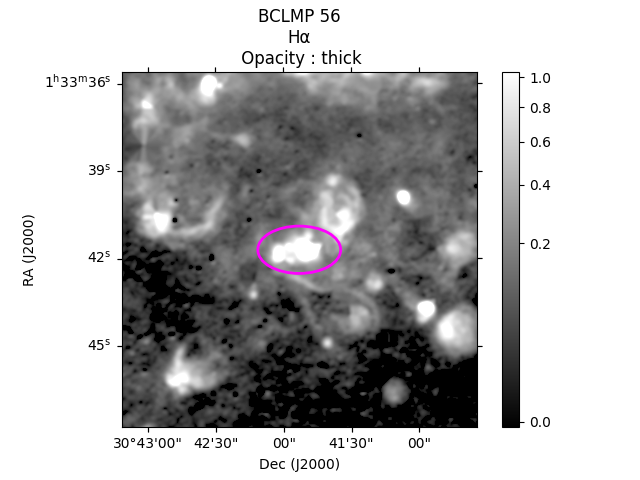 BCLMP 56
Hα
Opacity : thick
1ʰ33ᵐ36ˢ
39ˢ
42ˢ
45ˢ
RA (J2000)
30°43'00" 42'30" 00" 41'30" 00"
Dec (J2000)
1.0
0.8
0.6
0.4
0.2
0.0